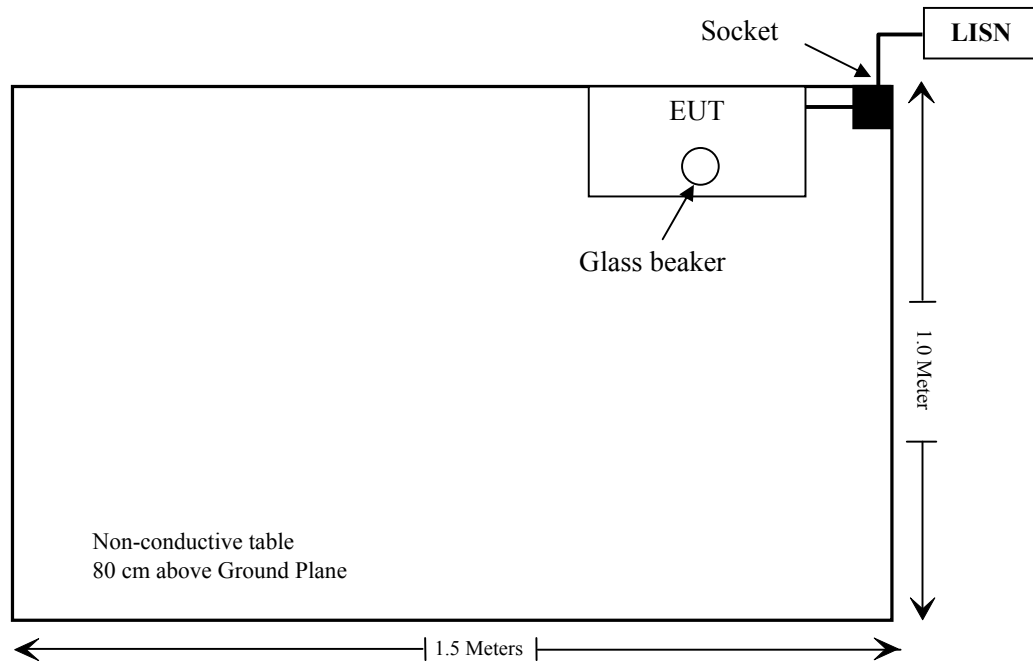 LISN
Socket
EUT
Glass beaker
1.0 Meter
Non-conductive table
80 cm above Ground Plane
1.5 Meters